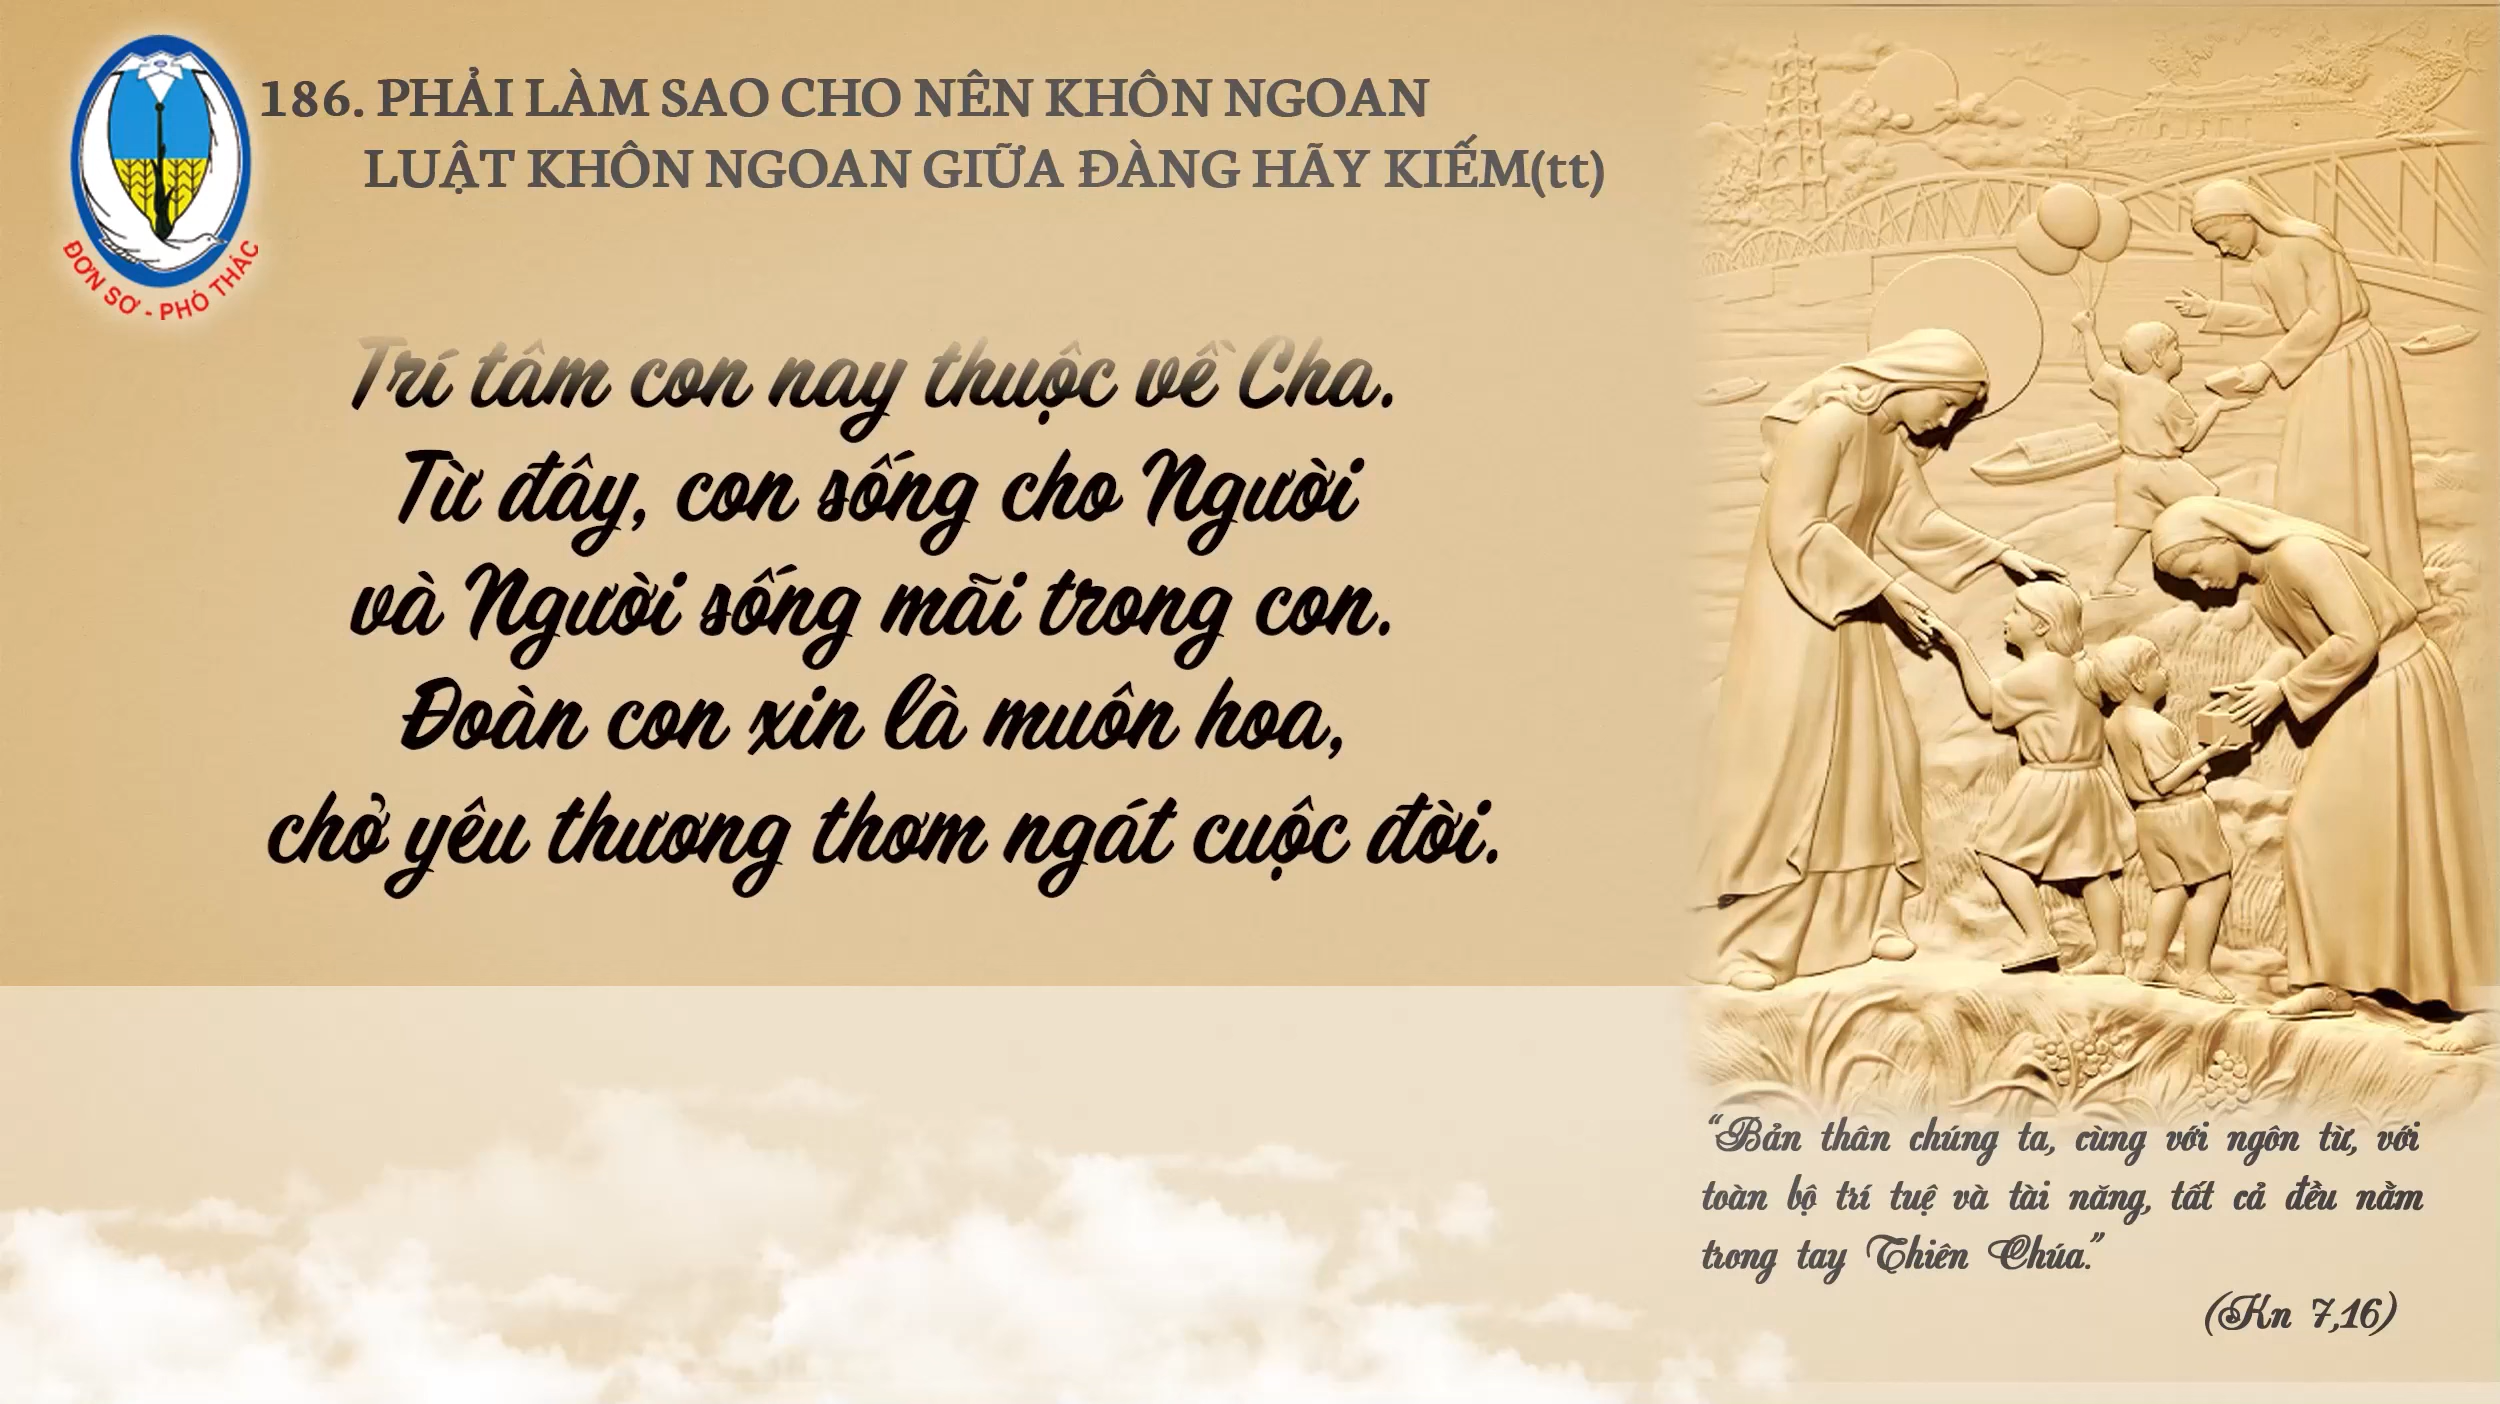 186. PHẢI LÀM SAO CHO NÊN KHÔN NGOAN
LUẬT KHÔN NGOAN GIỮA ĐÀNG HÃY KIẾM(tt)
ĐƠN SƠ - PHÓ THÁC
Trí tâm con nay thuộc về Cha.
Từ đây, con sống cho Người
và Người sống mãi trong con.
Đoàn con xin là muôn hoa,
chở yêu thương thơm ngát cuộc đời.
“Bản thân chúng ta, cùng với ngôn từ, với
toàn bộ trí tuệ và tài năng, tất cả đều nằm
trong tay Thiên Chúa.”
(Kn 7,16)